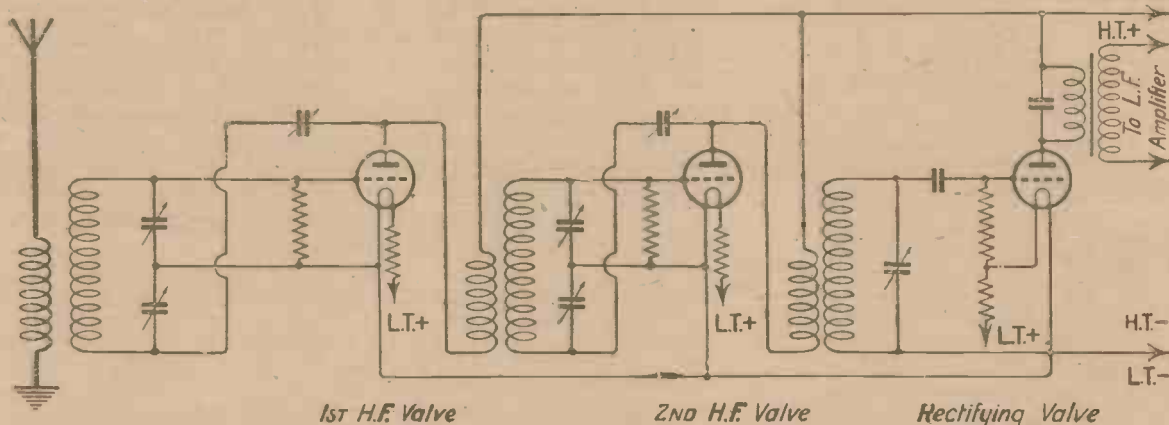 H.T.+
To L.F.
Amplifier
L.T.+
L.T.+
L.T.+
H.T.-
L.T.-
1ST H.F. Valve
2ND H.F. Valve
Rectifying Valve